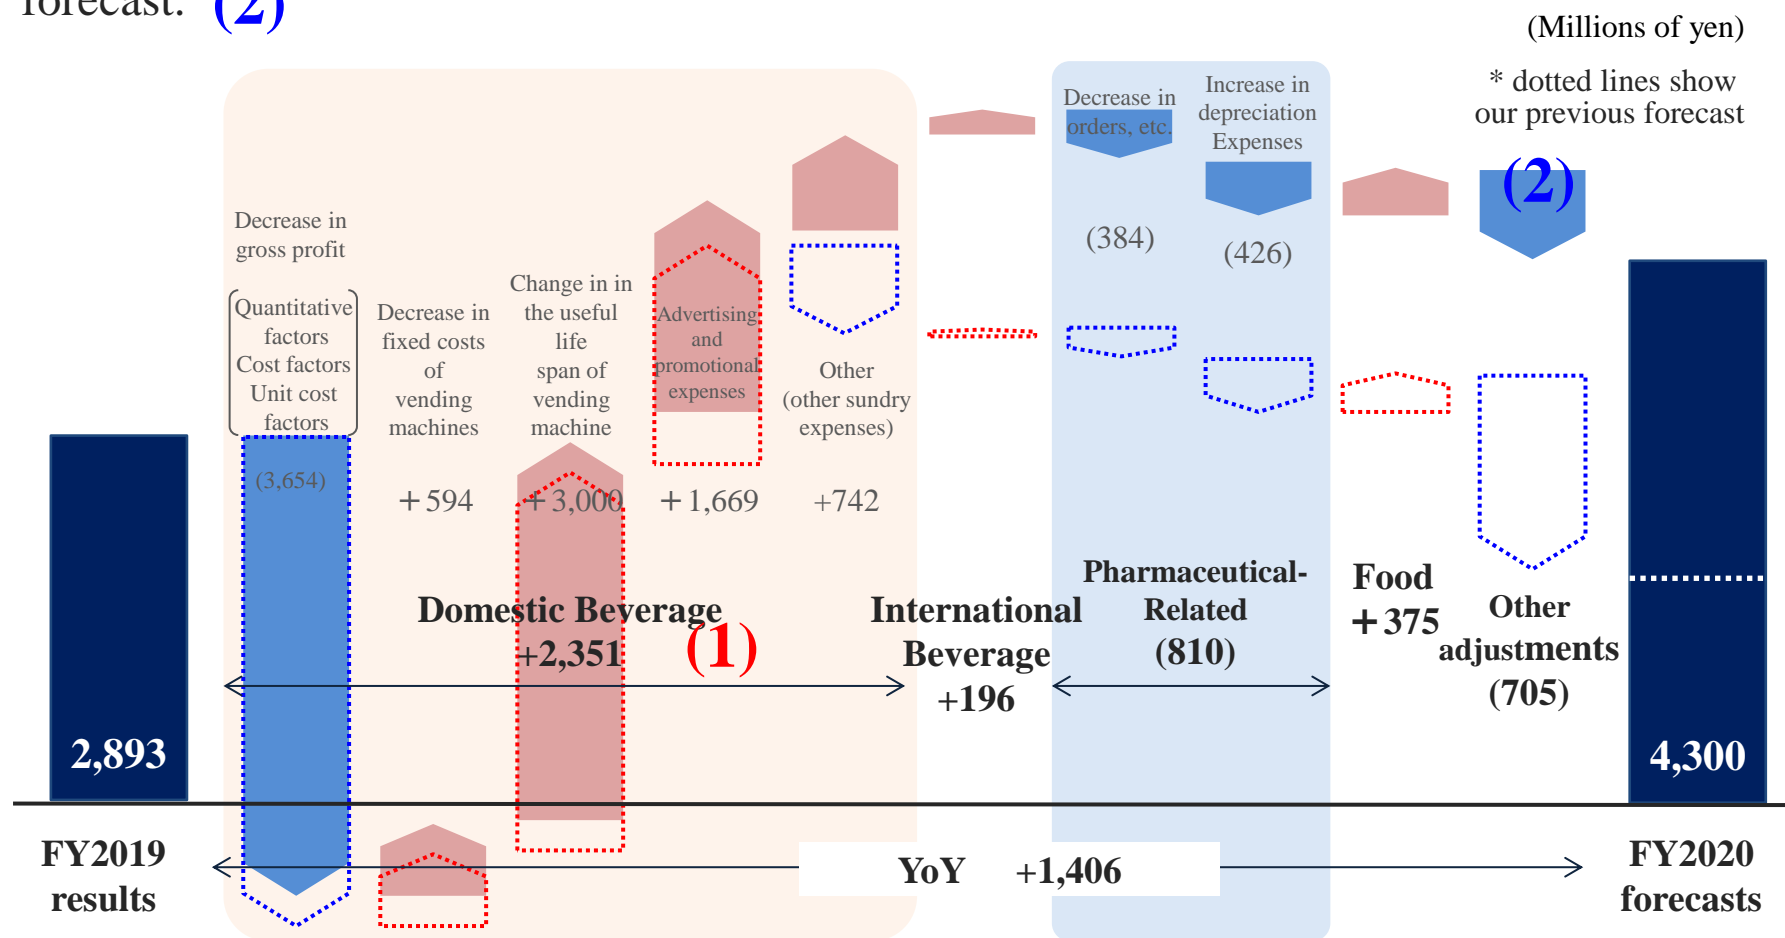 forecast. (2)
(Millions of yen)
* dotted lines show
our previous forecast
(2)
Decrease in
gross profit
Quantitative
factors
Cost factors
Unit cost
factors
(3,654)
Decrease in
fixed costs
of
vending
machines
+594
Change in in
the useful
life
span of
vending
machine
+3,000
Advertising
and
promotional
expenses
+1,669
Other
(other sundry
expenses)
+742
Decrease in
orders, etc.
(384)
Increase in
depreciation
Expenses
(426)
Domestic Beverage
+2,351
(1)
International
Beverage
+196
Pharmaceutical-
Related
(810)
Food
+375
Other
adjustments
(705)
2,893
4,300
FY2019
results
YoY +1,406
FY2020
forecasts